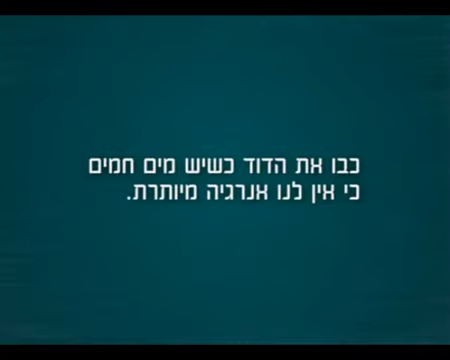 כבו את הדוד כשיש מים חמים
כי אין לנו אנרגיה מיותרת.